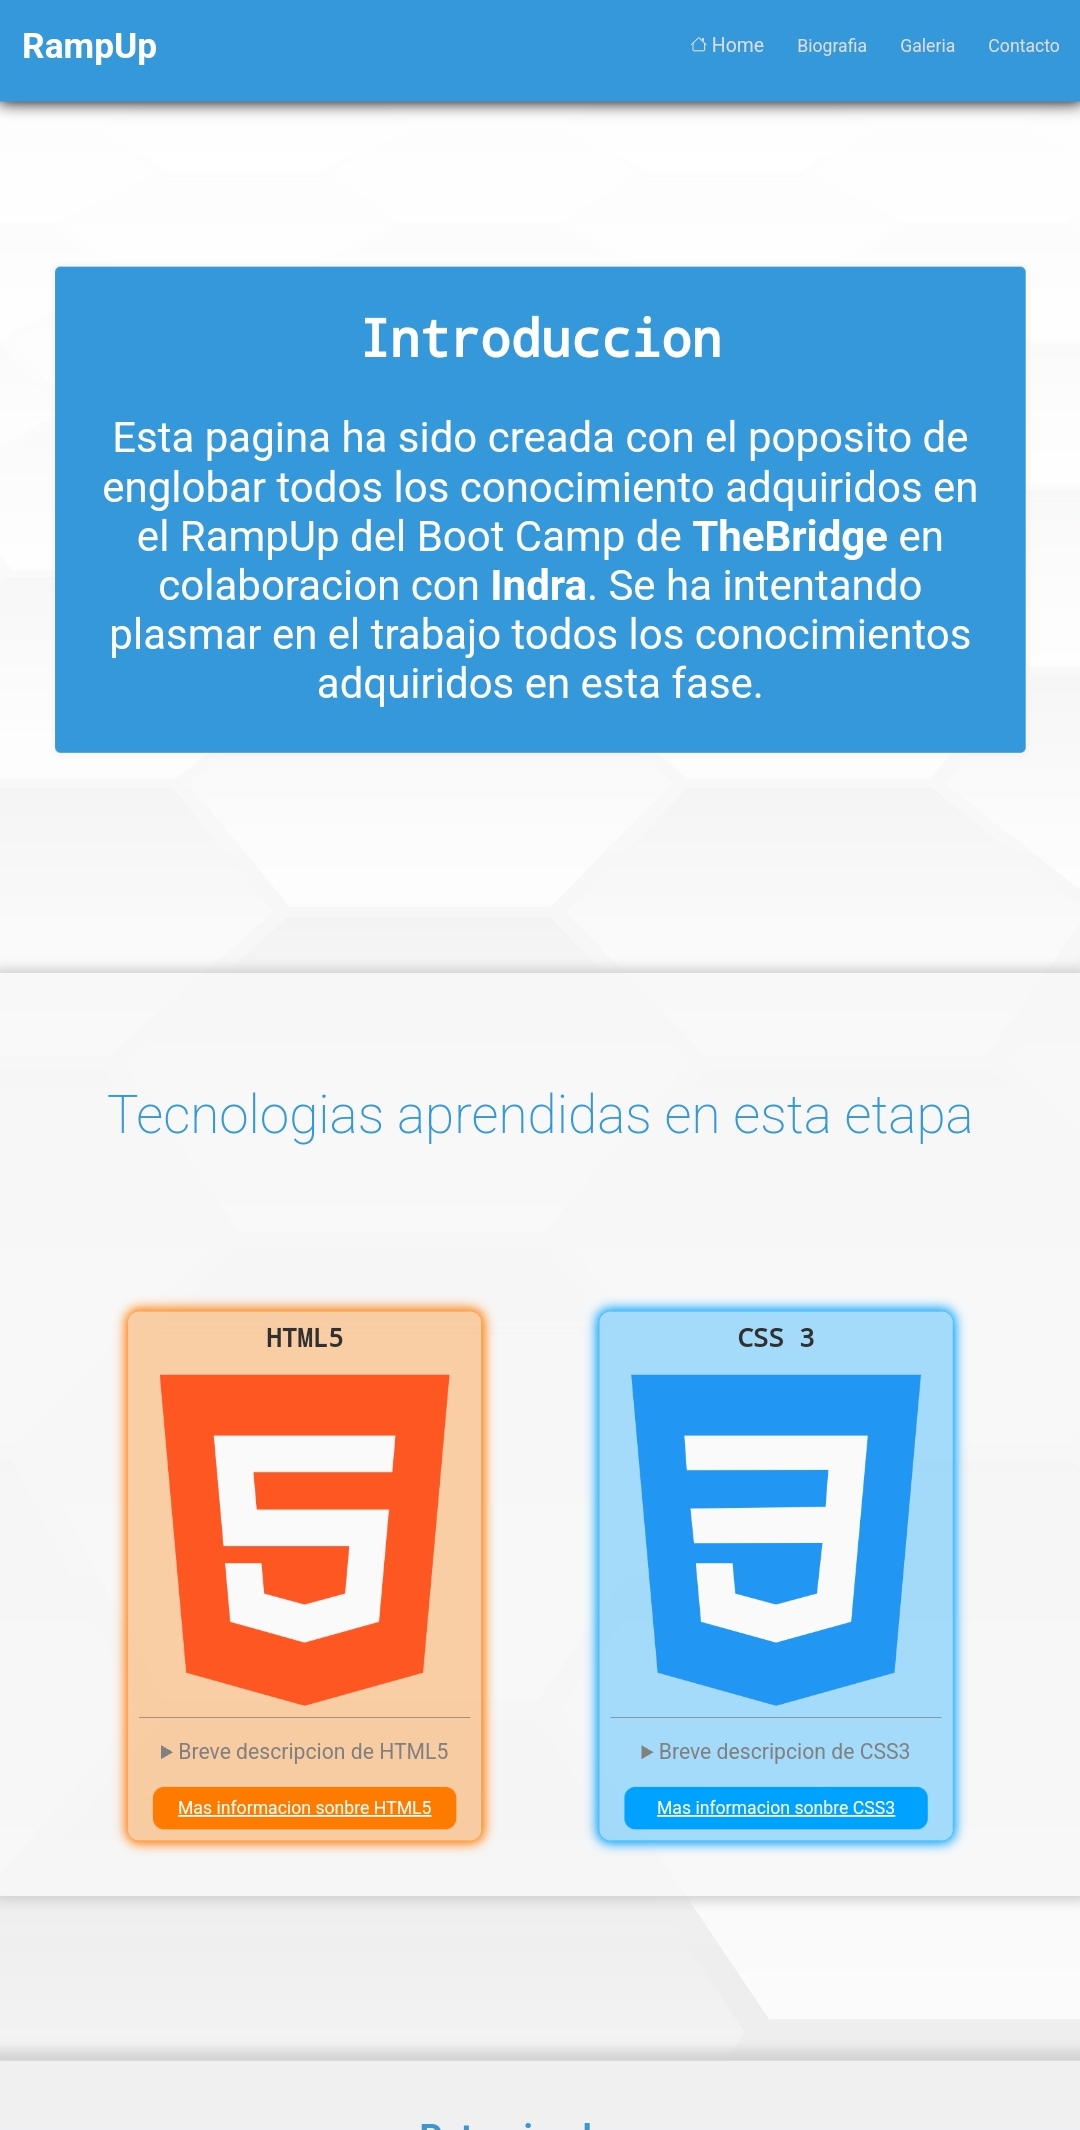 RampUp
Home Biografia Galeria Contacto
Introduccion
Esta pagina ha sido creada con el poposito de
englobar todos los conocimiento adquiridos en
el RampUp del Boot Camp de TheBridge en
colaboracion con Indra. Se ha intentando
plasmar en el trabajo todos los conocimientos
adquiridos en esta fase.
Tecnologias aprendidas en esta etapa
HTML5
Breve descripcion de HTML5
Mas informacion sonbre HTML5
CSS 3
Breve descripcion de CSS3
Mas informacion sonbre CSS3